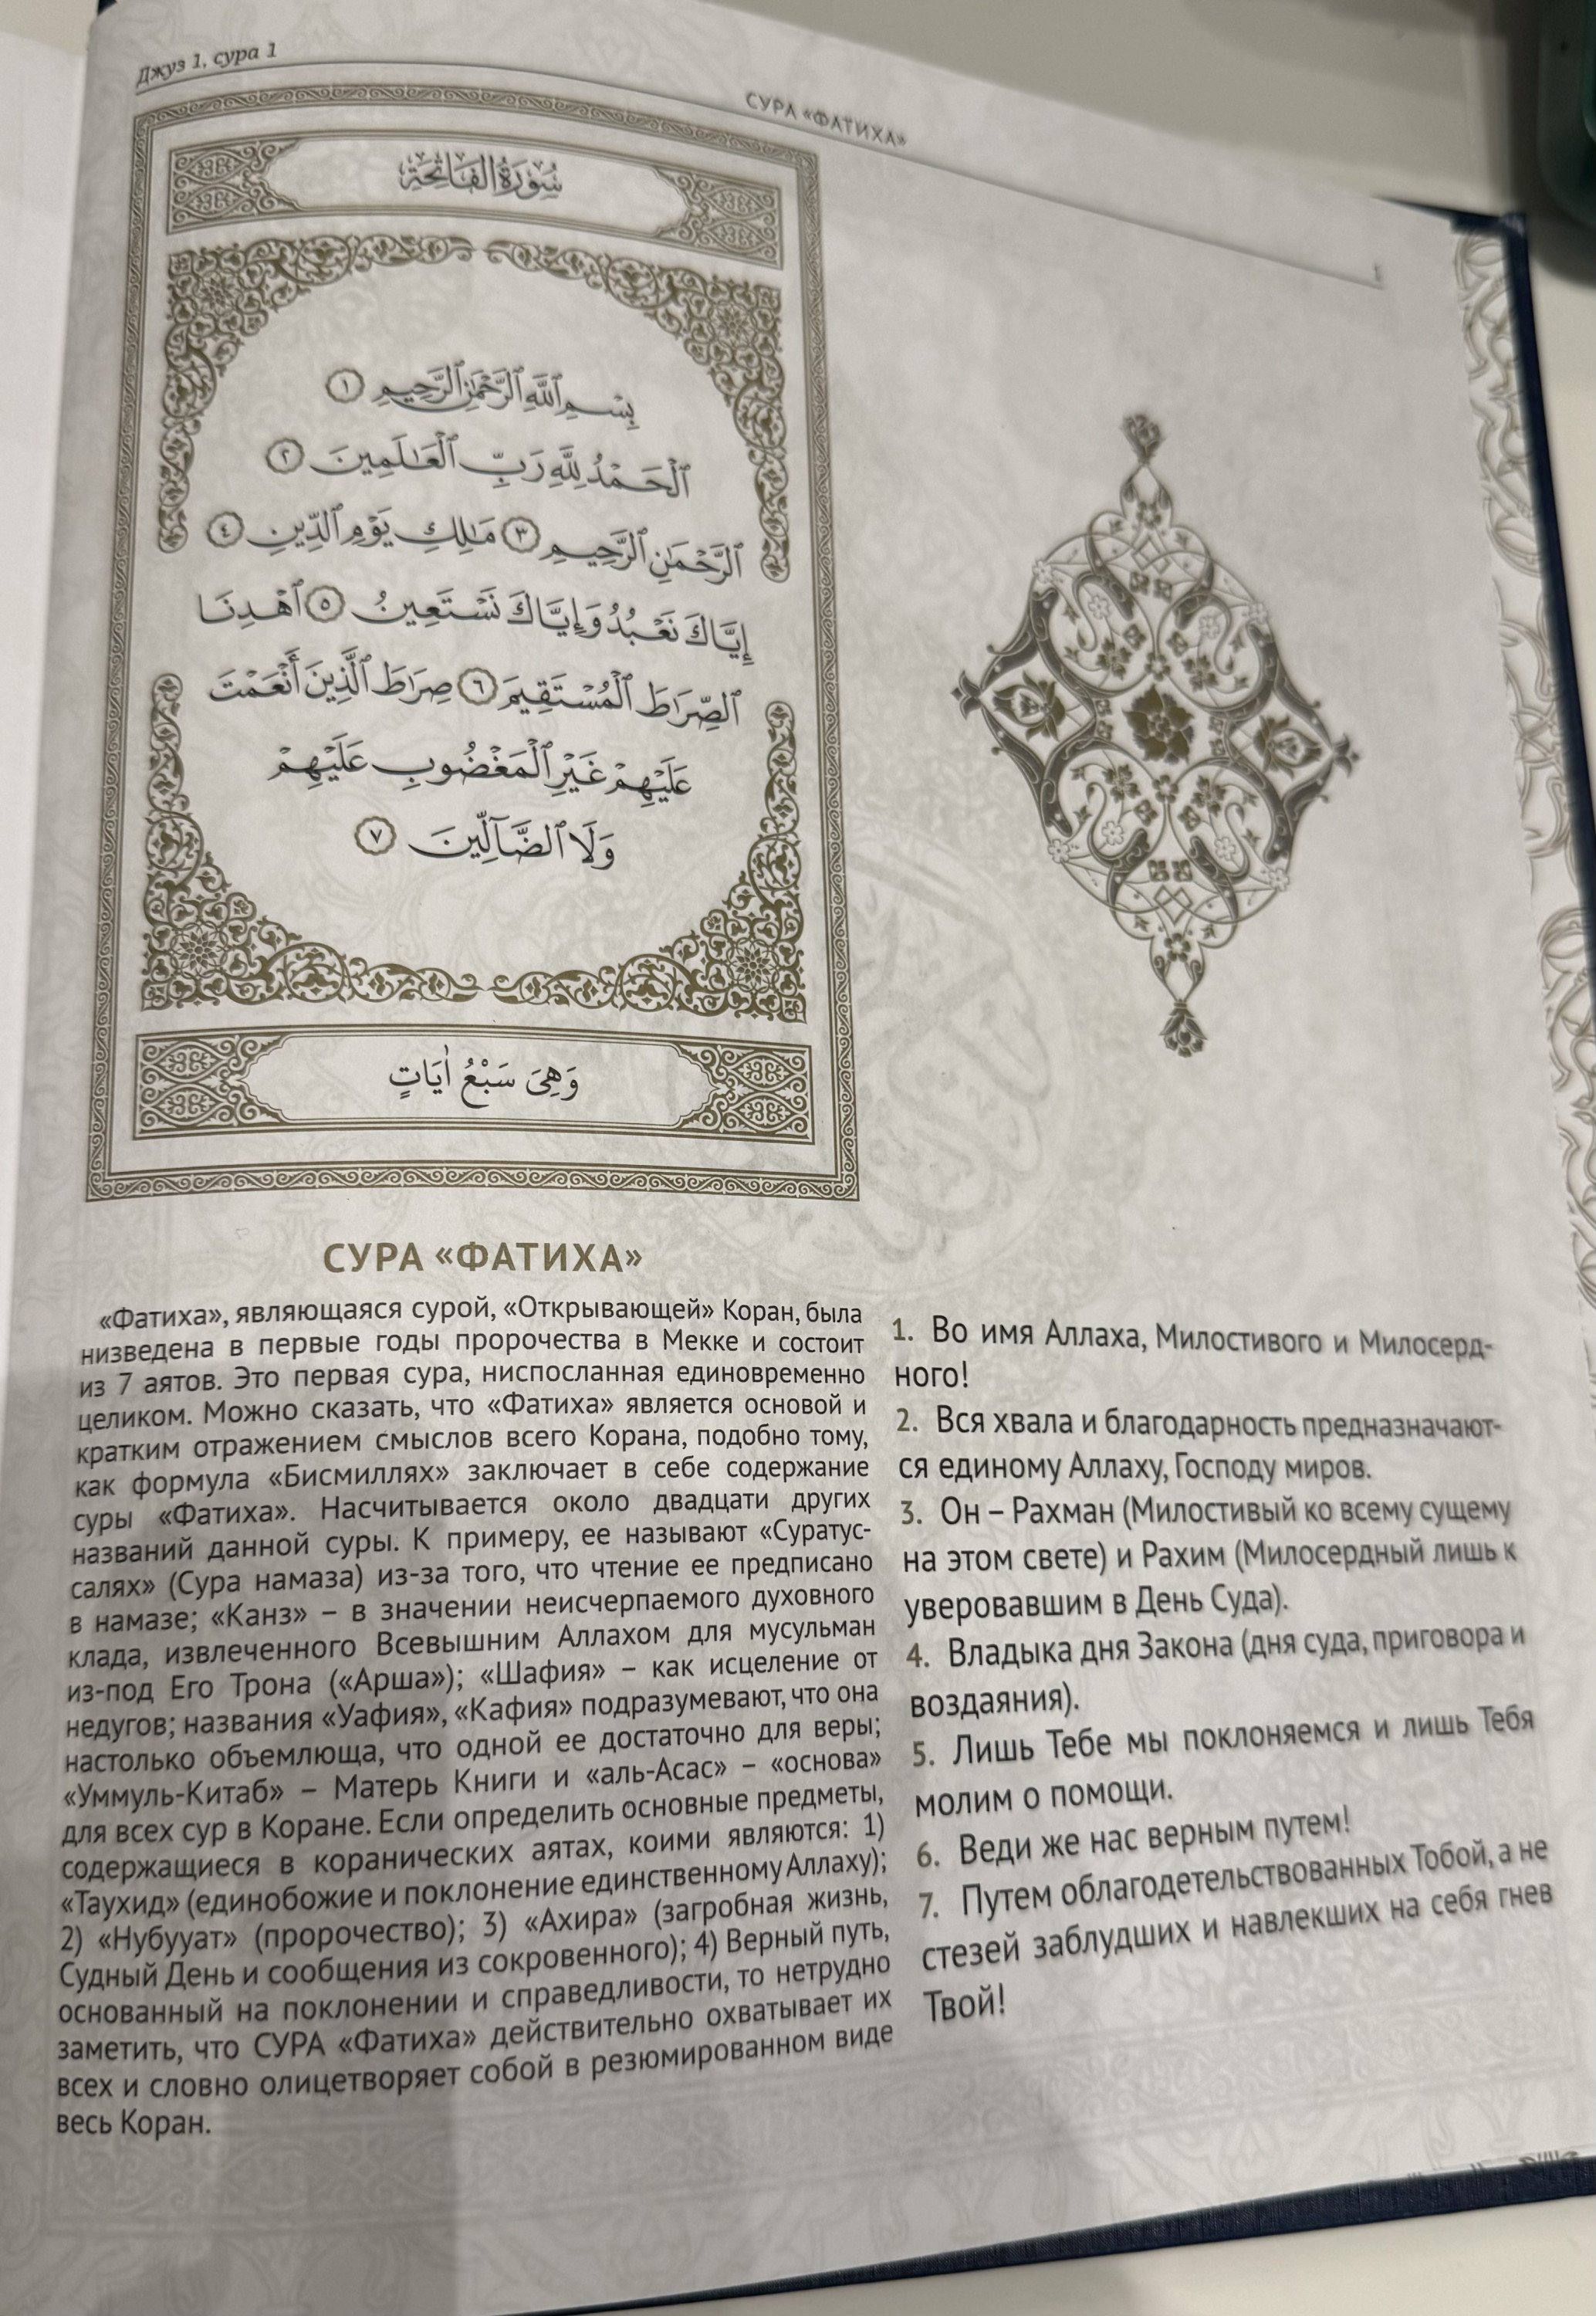 Джуз 1, сура 1
СУРА «ФАТИХА»
1
سُورَةُ الفَاتِحَةِ
بِسْمِ ٱللَّهِ ٱلرَّحْمَٰنِ ٱلرَّحِيمِ ١
ٱلْحَمْدُ لِلَّهِ رَبِّ ٱلْعَٰلَمِينَ ٢
ٱلرَّحْمَٰنِ ٱلرَّحِيمِ ٣ مَٰلِكِ يَوْمِ ٱلدِّينِ ٤
إِيَّاكَ نَعْبُدُ وَإِيَّاكَ نَسْتَعِينُ ٥ ٱهْدِنَا
ٱلصِّرَٰطَ ٱلْمُسْتَقِيمَ ٦ صِرَٰطَ ٱلَّذِينَ أَنْعَمْتَ
عَلَيْهِمْ غَيْرِ ٱلْمَغْضُوبِ عَلَيْهِمْ
وَلَا ٱلضَّآلِّينَ ٧
وَهِىَ سَبْعُ اٰيَاتٍ
СУРА «ФАТИХА»
«Фатиха», являющаяся сурой, «Открывающей» Коран, была
низведена в первые годы пророчества в Мекке и состоит
из 7 аятов. Это первая сура, ниспосланная единовременно
целиком. Можно сказать, что «Фатиха» является основой и
кратким отражением смыслов всего Корана, подобно тому,
как формула «Бисмиллях» заключает в себе содержание
суры «Фатиха». Насчитывается около двадцати других
названий данной суры. К примеру, ее называют «Суратус-
салях» (Сура намаза) из-за того, что чтение ее предписано
в намазе; «Канз» – в значении неисчерпаемого духовного
клада, извлеченного Всевышним Аллахом для мусульман
из-под Его Трона («Арша»); «Шафия» – как исцеление от
недугов; названия «Уафия», «Кафия» подразумевают, что она
настолько объемлюща, что одной ее достаточно для веры;
«Уммуль-Китаб» – Матерь Книги и «аль-Асас» – «основа»
для всех сур в Коране. Если определить основные предметы,
содержащиеся в коранических аятах, коими являются: 1)
«Таухид» (единобожие и поклонение единственному Аллаху);
2) «Нубууат» (пророчество); 3) «Ахира» (загробная жизнь,
Судный День и сообщения из сокровенного); 4) Верный путь,
основанный на поклонении и справедливости, то нетрудно
заметить, что СУРА «Фатиха» действительно охватывает их
всех и словно олицетворяет собой в резюмированном виде
весь Коран.
1. Во имя Аллаха, Милостивого и Милосерд-
ного!
2. Вся хвала и благодарность предназначают-
ся единому Аллаху, Господу миров.
3. Он – Рахман (Милостивый ко всему сущему
на этом свете) и Рахим (Милосердный лишь к
уверовавшим в День Суда).
4. Владыка дня Закона (дня суда, приговора и
воздаяния).
5. Лишь Тебе мы поклоняемся и лишь Тебя
молим о помощи.
6. Веди же нас верным путем!
7. Путем облагодетельствованных Тобой, а не
стезей заблудших и навлекших на себя гнев
Твой!